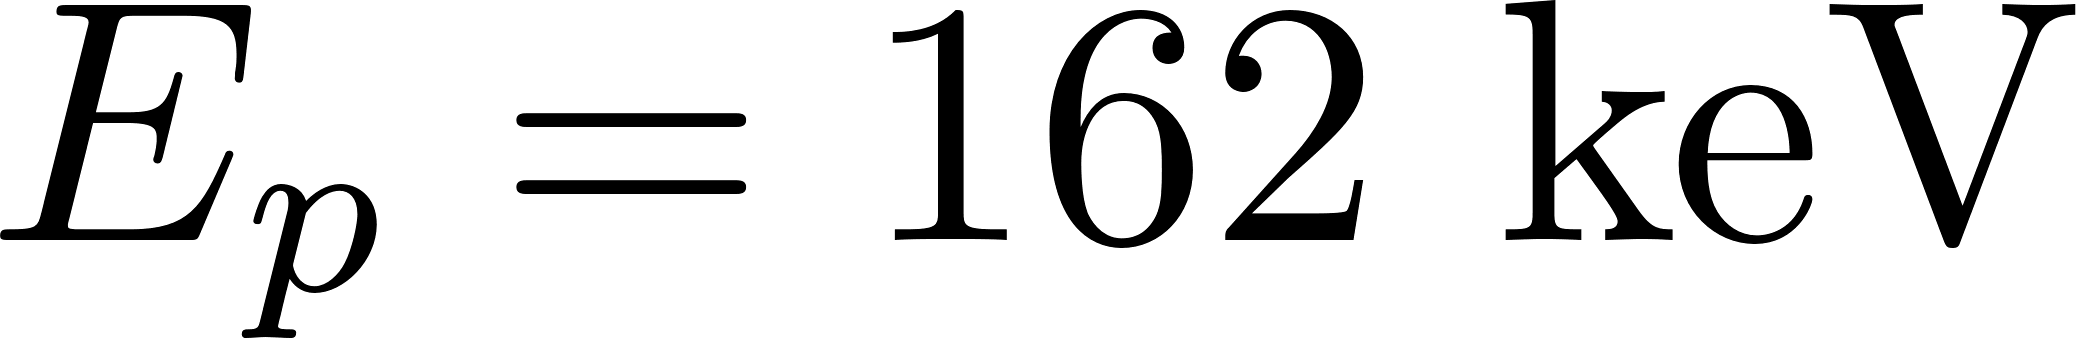 E_p = 162 keV